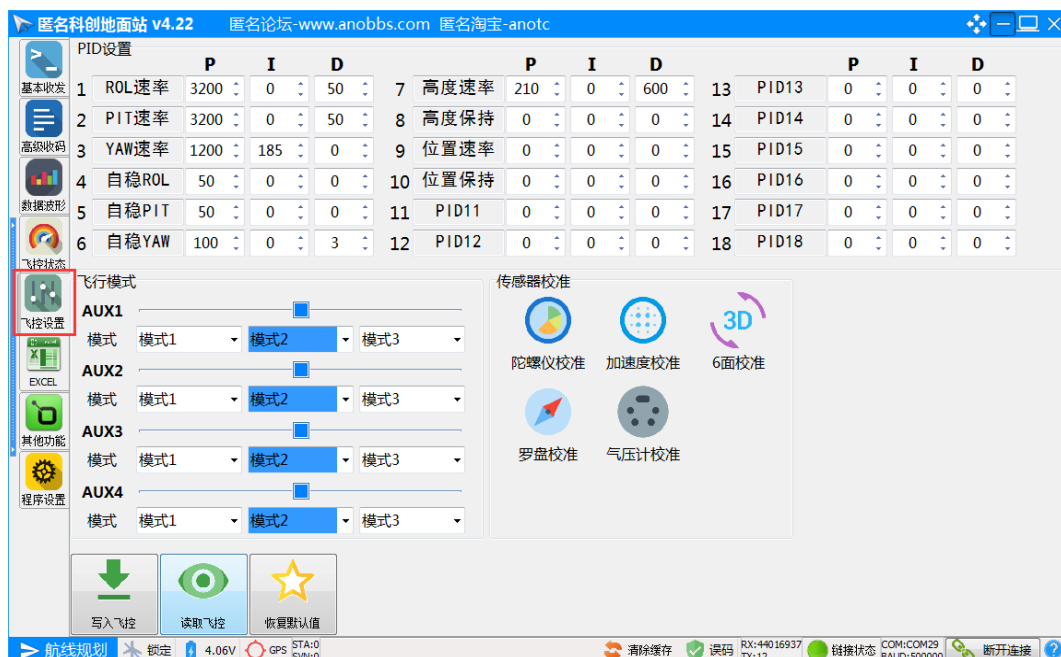 匿名科创地面站 v4.22 匿名论坛-www.anobbs.com 匿名淘宝-anotc
PID设置
P I D P I D P I D
基本收发
1 ROL速率 3200 0 50 7 高度速率 210 0 600 13 PID13 0 0 0
2 PIT速率 3200 0 50 8 高度保持 0 0 0 14 PID14 0 0 0
高级收码
3 YAW速率 1200 185 0 9 位置速率 0 0 0 15 PID15 0 0 0
4 自稳ROL 50 0 0 10 位置保持 0 0 0 16 PID16 0 0 0
数据波形
5 自稳PIT 50 0 0 11 PID11 0 0 0 17 PID17 0 0 0
6 自稳YAW 100 0 3 12 PID12 0 0 0 18 PID18 0 0 0
飞控状态
飞行模式 传感器校准
AUX1
飞控设置
模式 模式1 模式2 模式3
3D
陀螺仪校准 加速度校准 6面校准
AUX2
EXCEL
模式 模式1 模式2 模式3
AUX3
其他功能
模式 模式1 模式2 模式3
罗盘校准 气压计校准
AUX4
程序设置
模式 模式1 模式2 模式3
写入飞控 读取飞控 恢复默认值
航线规划 锁定 4.06V GPS STA:0 清除缓存 误码 RX:44016937 链接状态 COM:COM29 断开连接
SVN:0 TX:12 BAUD:500000